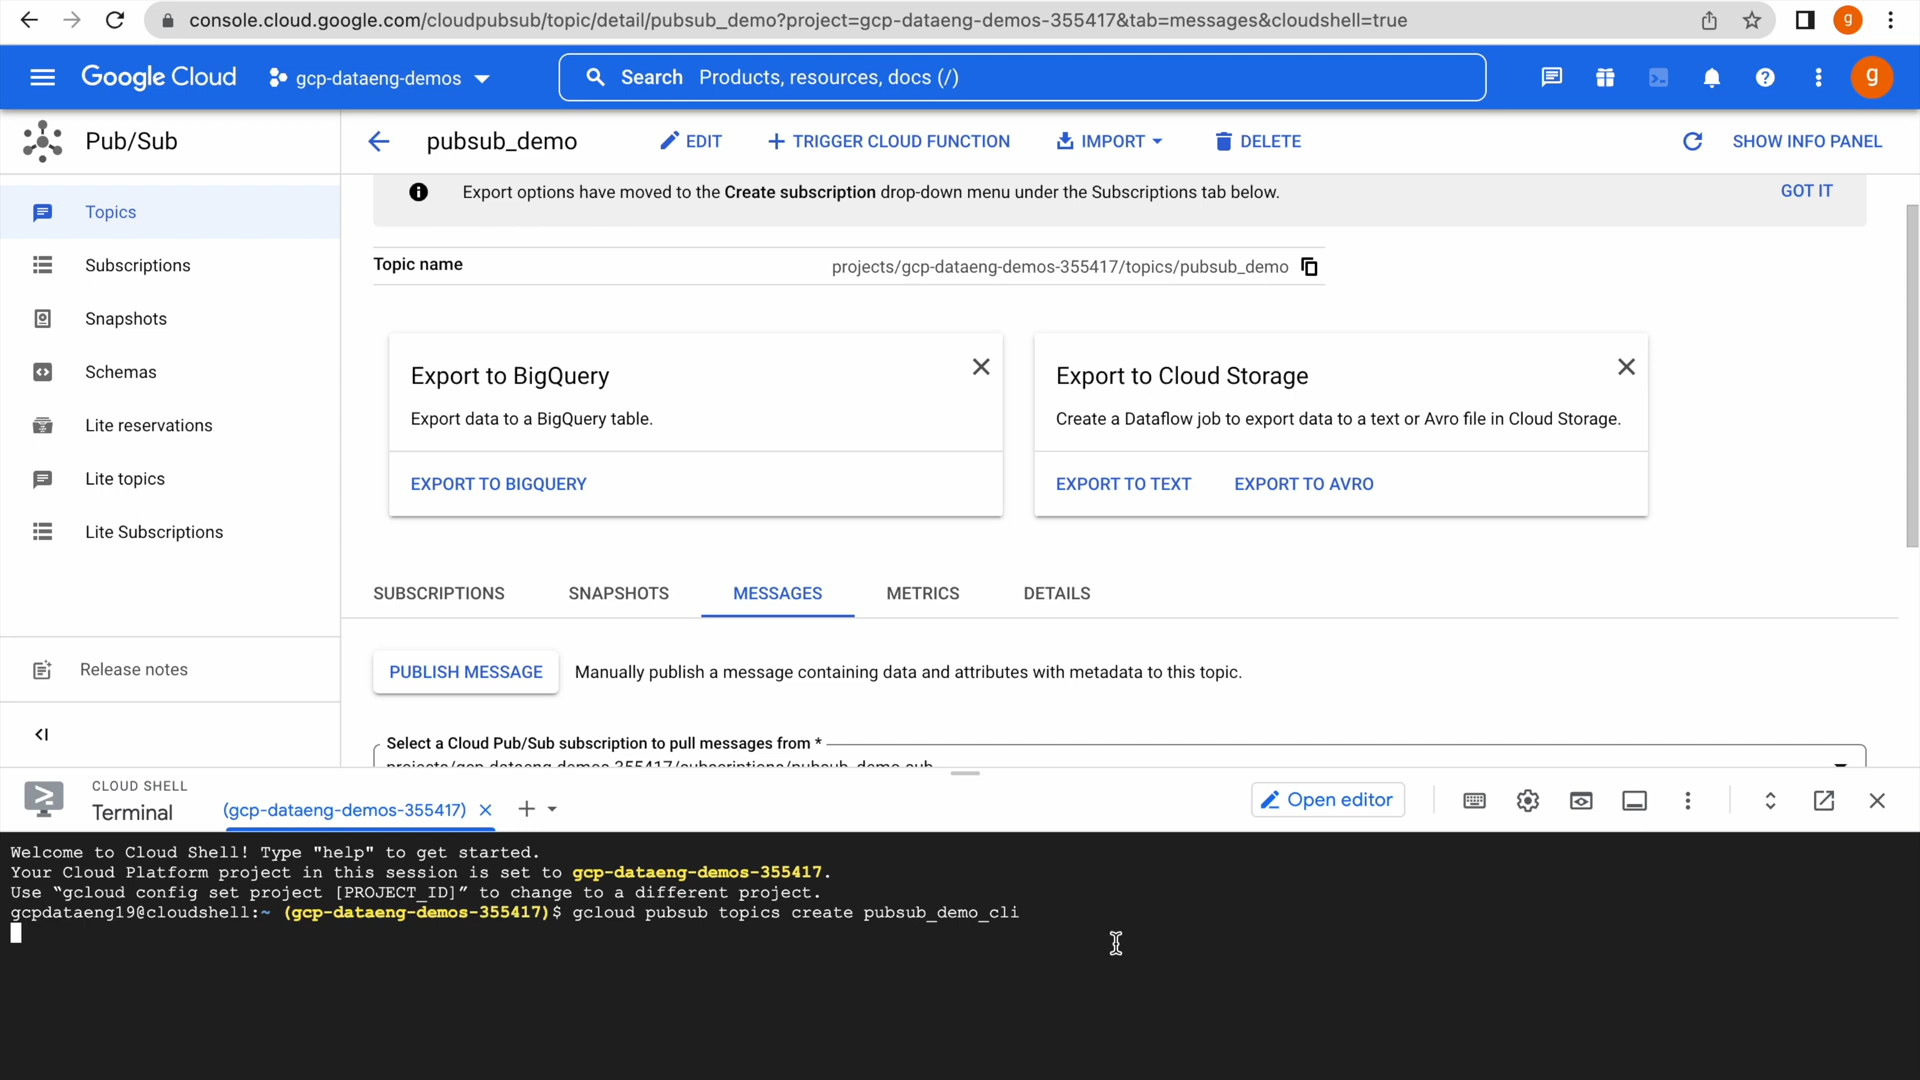 console.cloud.google.com/cloudpubsub/topic/detail/pubsub_demo?project=gcp-dataeng-demos-355417&tab=messages&cloudshell=true
g
Google Cloud
gcp-dataeng-demos
Search Products, resources, docs (/)
g
Pub/Sub
pubsub_demo
EDIT
TRIGGER CLOUD FUNCTION
IMPORT
DELETE
SHOW INFO PANEL
Topics
Subscriptions
Snapshots
Schemas
Lite reservations
Lite topics
Lite Subscriptions
Release notes
Export options have moved to the Create subscription drop-down menu under the Subscriptions tab below.
GOT IT
Topic name
projects/gcp-dataeng-demos-355417/topics/pubsub_demo
Export to BigQuery
Export data to a BigQuery table.
EXPORT TO BIGQUERY
Export to Cloud Storage
Create a Dataflow job to export data to a text or Avro file in Cloud Storage.
EXPORT TO TEXT
EXPORT TO AVRO
SUBSCRIPTIONS
SNAPSHOTS
MESSAGES
METRICS
DETAILS
PUBLISH MESSAGE
Manually publish a message containing data and attributes with metadata to this topic.
Select a Cloud Pub/Sub subscription to pull messages from *
projects/gcp-dataeng-demos-355417/subscriptions/pubsub_demo-sub
CLOUD SHELL
Terminal
(gcp-dataeng-demos-355417)
Open editor
Welcome to Cloud Shell! Type "help" to get started.
Your Cloud Platform project in this session is set to gcp-dataeng-demos-355417.
Use “gcloud config set project [PROJECT_ID]” to change to a different project.
gcpdataeng19@cloudshell:~ (gcp-dataeng-demos-355417)$ gcloud pubsub topics create pubsub_demo_cli